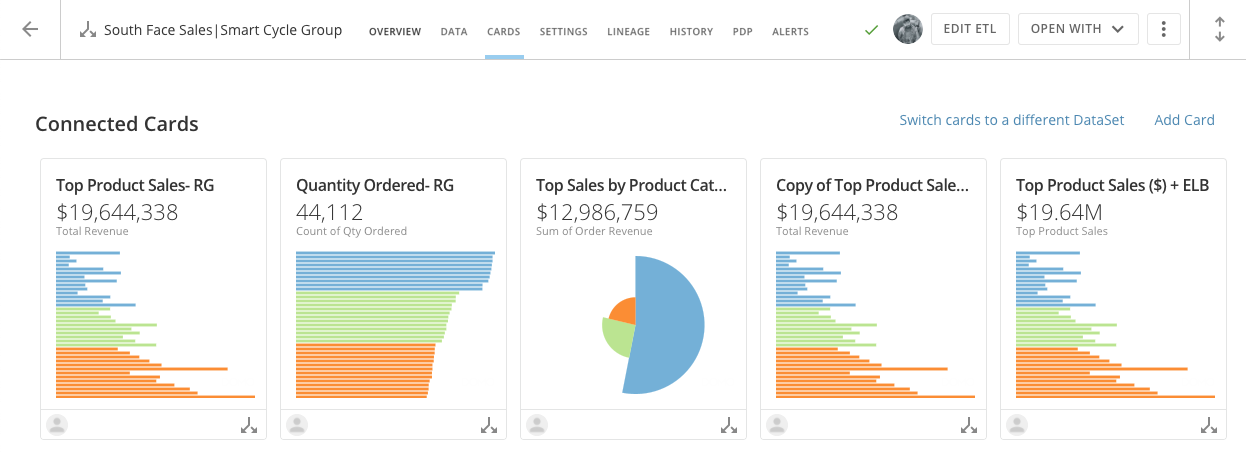 South Face Sales|Smart Cycle Group
OVERVIEW DATA CARDS SETTINGS LINEAGE HISTORY PDP ALERTS
EDIT ETL
OPEN WITH
Connected Cards
Switch cards to a different DataSet
Add Card
Top Product Sales- RG
$19,644,338
Total Revenue
Quantity Ordered- RG
44,112
Count of Qty Ordered
Top Sales by Product Cat...
$12,986,759
Sum of Order Revenue
Copy of Top Product Sale...
$19,644,338
Total Revenue
Top Product Sales ($) + ELB
$19.64M
Top Product Sales